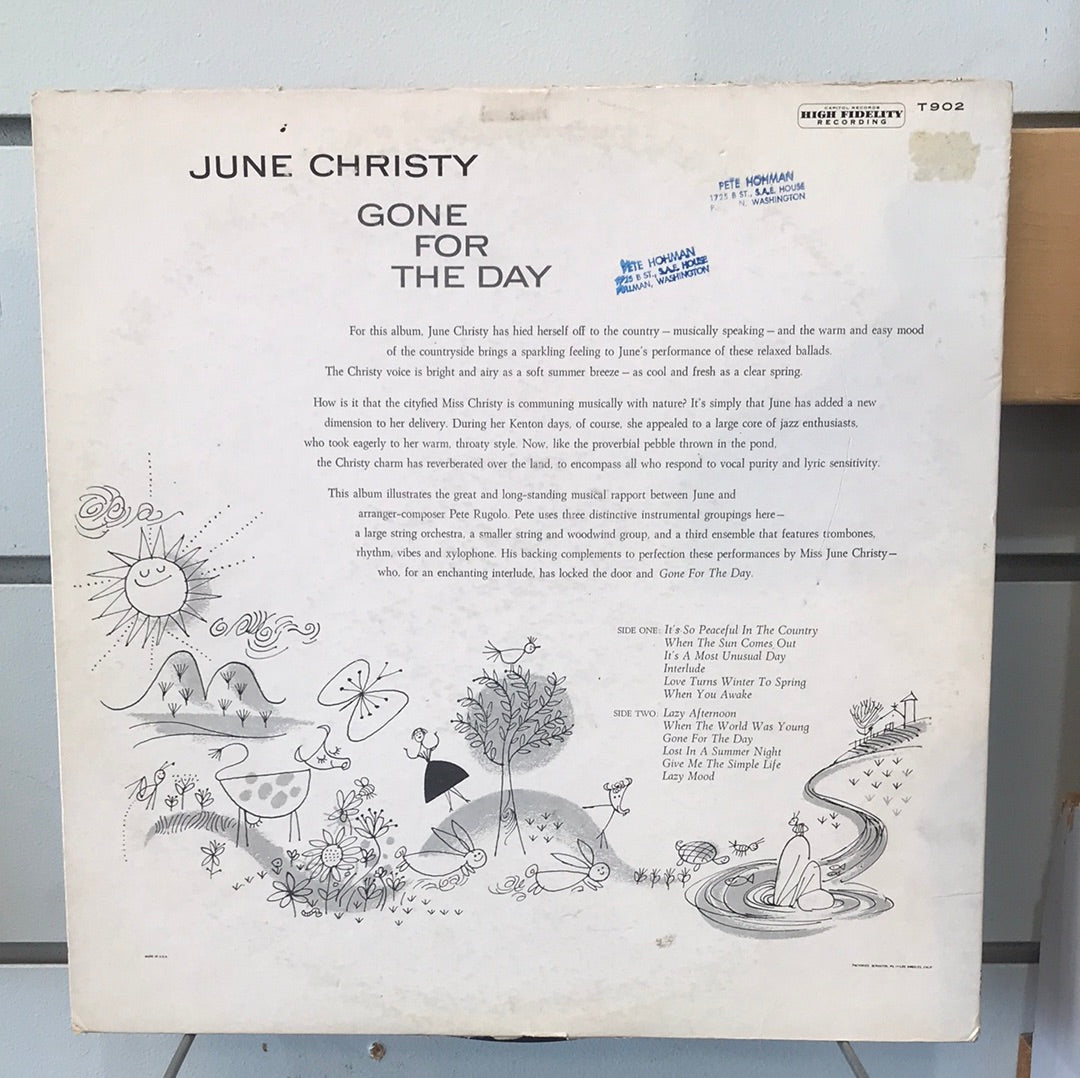 CAPITOL RECORDS
HIGH FIDELITY
RECORDING
T902
JUNE CHRISTY
GONE
FOR
THE DAY
PETE HOHMAN
1725 B ST., S.A.E. HOUSE
N, WASHINGTON
PETE HOHMAN
1725 B ST., S.A.E. HOUSE
PULLMAN, WASHINGTON
For this album, June Christy has hied herself off to the country – musically speaking – and the warm and easy mood
of the countryside brings a sparkling feeling to June's performance of these relaxed ballads.
The Christy voice is bright and airy as a soft summer breeze – as cool and fresh as a clear spring.
How is it that the cityfied Miss Christy is communing musically with nature? It's simply that June has added a new
dimension to her delivery. During her Kenton days, of course, she appealed to a large core of jazz enthusiasts,
who took eagerly to her warm, throaty style. Now, like the proverbial pebble thrown in the pond,
the Christy charm has reverberated over the land, to encompass all who respond to vocal purity and lyric sensitivity.
This album illustrates the great and long-standing musical rapport between June and
arranger-composer Pete Rugolo. Pete uses three distinctive instrumental groupings here –
a large string orchestra, a smaller string and woodwind group, and a third ensemble that features trombones,
rhythm, vibes and xylophone. His backing complements to perfection these performances by Miss June Christy –
who, for an enchanting interlude, has locked the door and Gone For The Day.
SIDE ONE: It's So Peaceful In The Country
When The Sun Comes Out
It's A Most Unusual Day
Interlude
Love Turns Winter To Spring
When You Awake
SIDE TWO: Lazy Afternoon
When The World Was Young
Gone For The Day
Lost In A Summer Night
Give Me The Simple Life
Lazy Mood
MADE IN U.S.A.